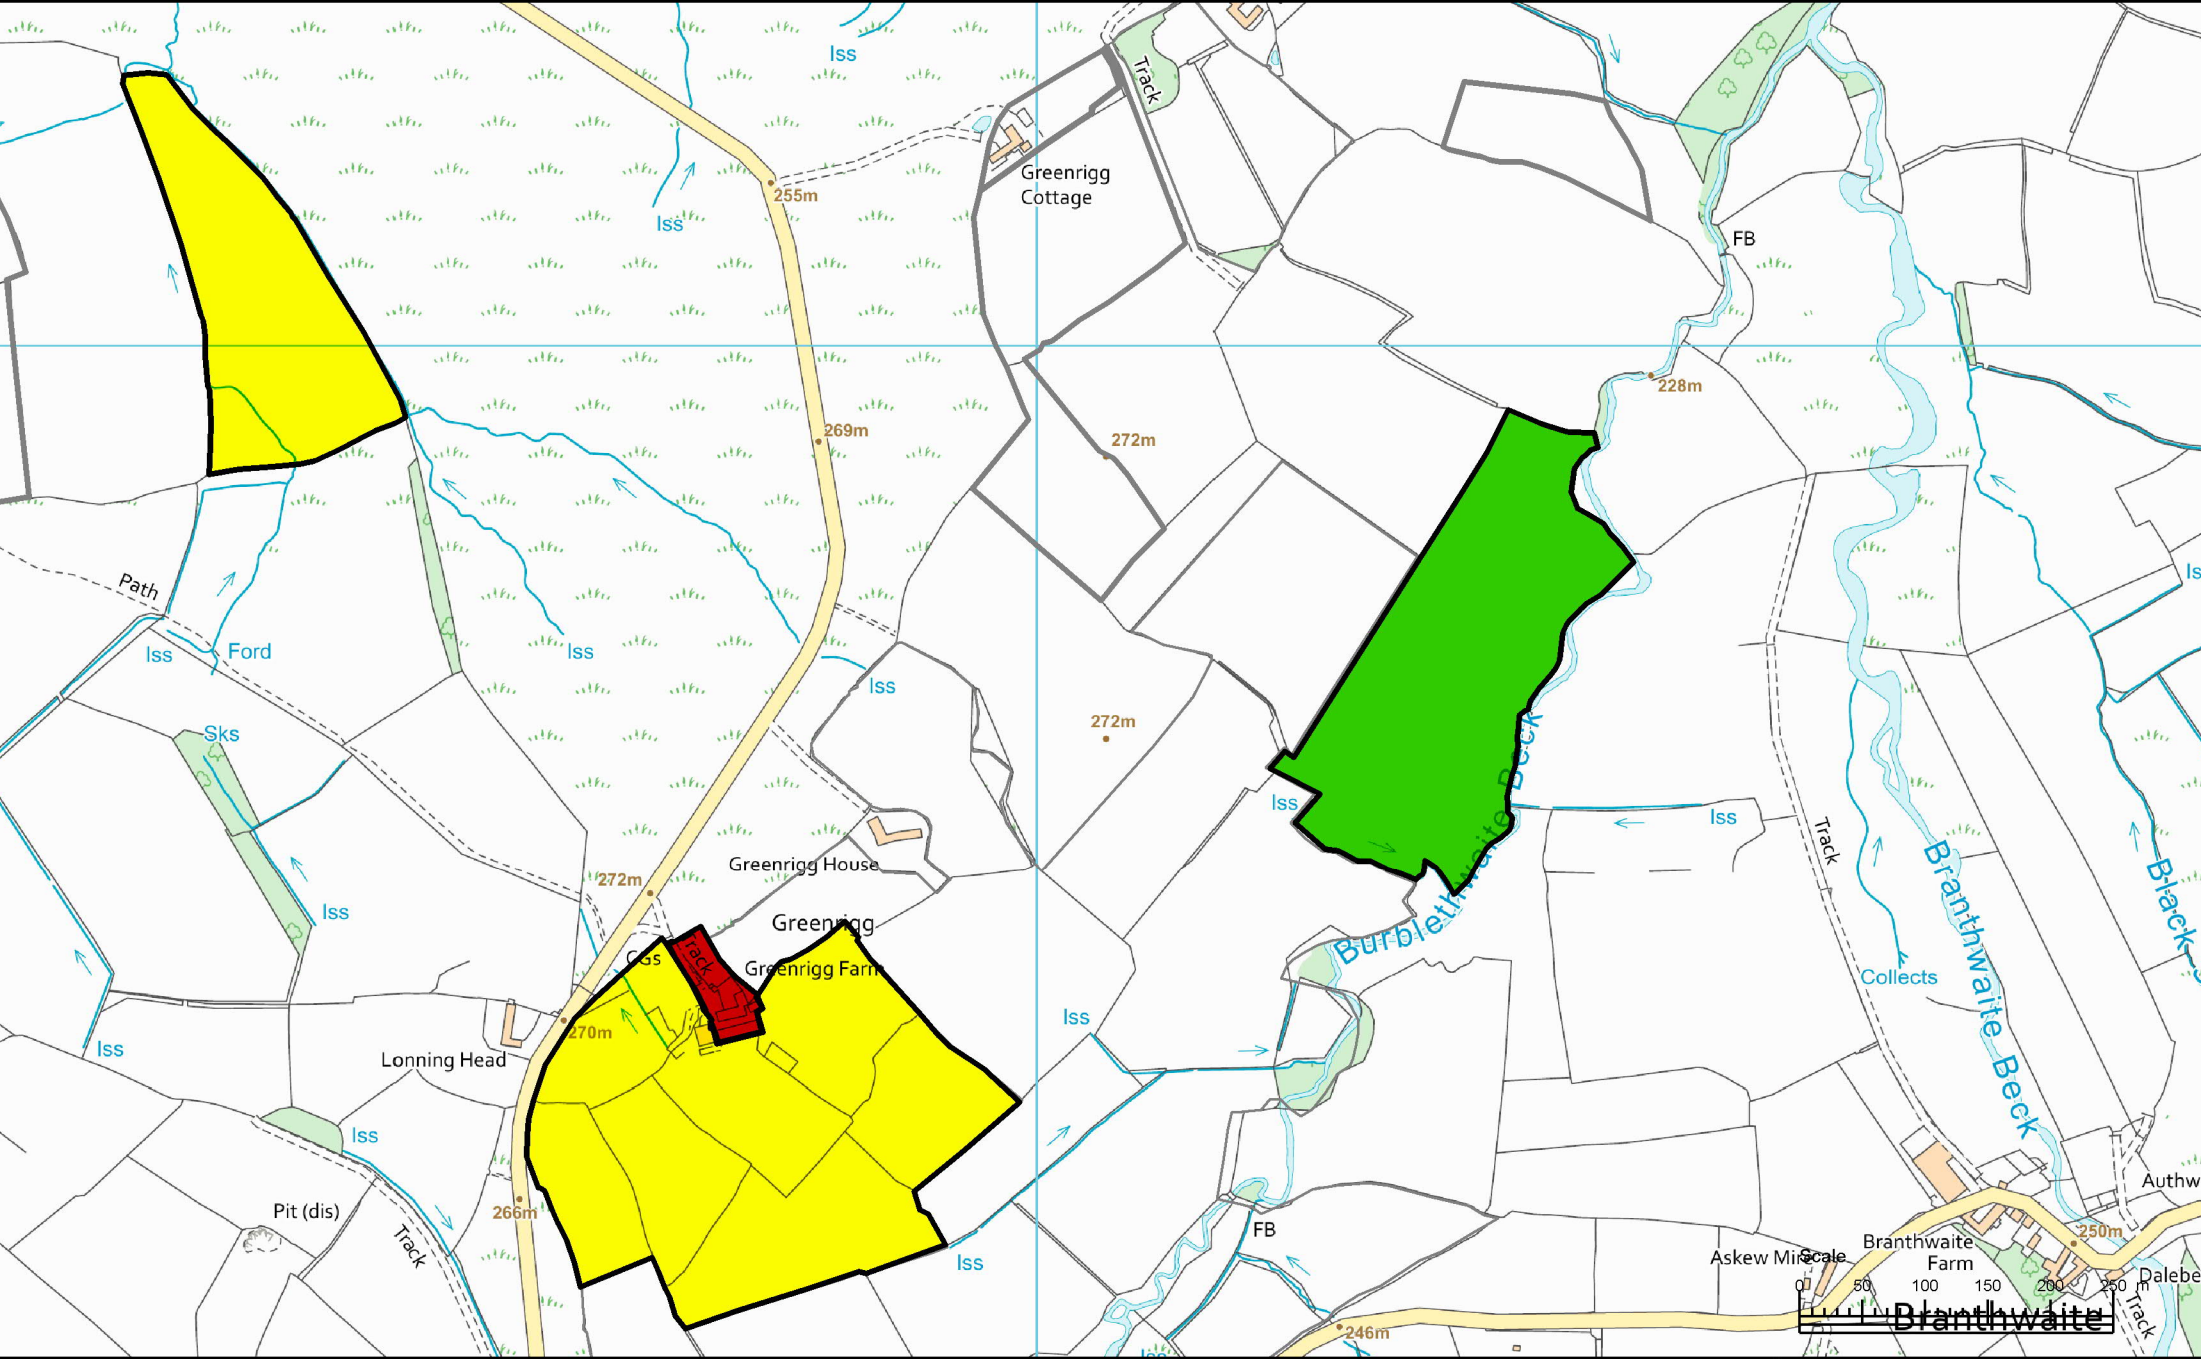 Iss
Track
255m
Iss
Greenrigg
Cottage
FB
228m
269m
272m
Path
Iss
Ford
Iss
Iss
Sks
272m
Iss
Iss
Track
Burblethwaite Beck
Branthwaite Beck
Greenrigg House
272m
Iss
Greenrigg
CGs
rack
Greenrigg Farm
Collects
270m
Lonning Head
Iss
Iss
Iss
Pit (dis)
Track
266m
Iss
FB
Askew Mire
Scale
0 50 100 150 200 250 m
Branthwaite
Farm
250m
Authw
Dalebe
Track
Branthwaite
246m
Iss
Black
Is